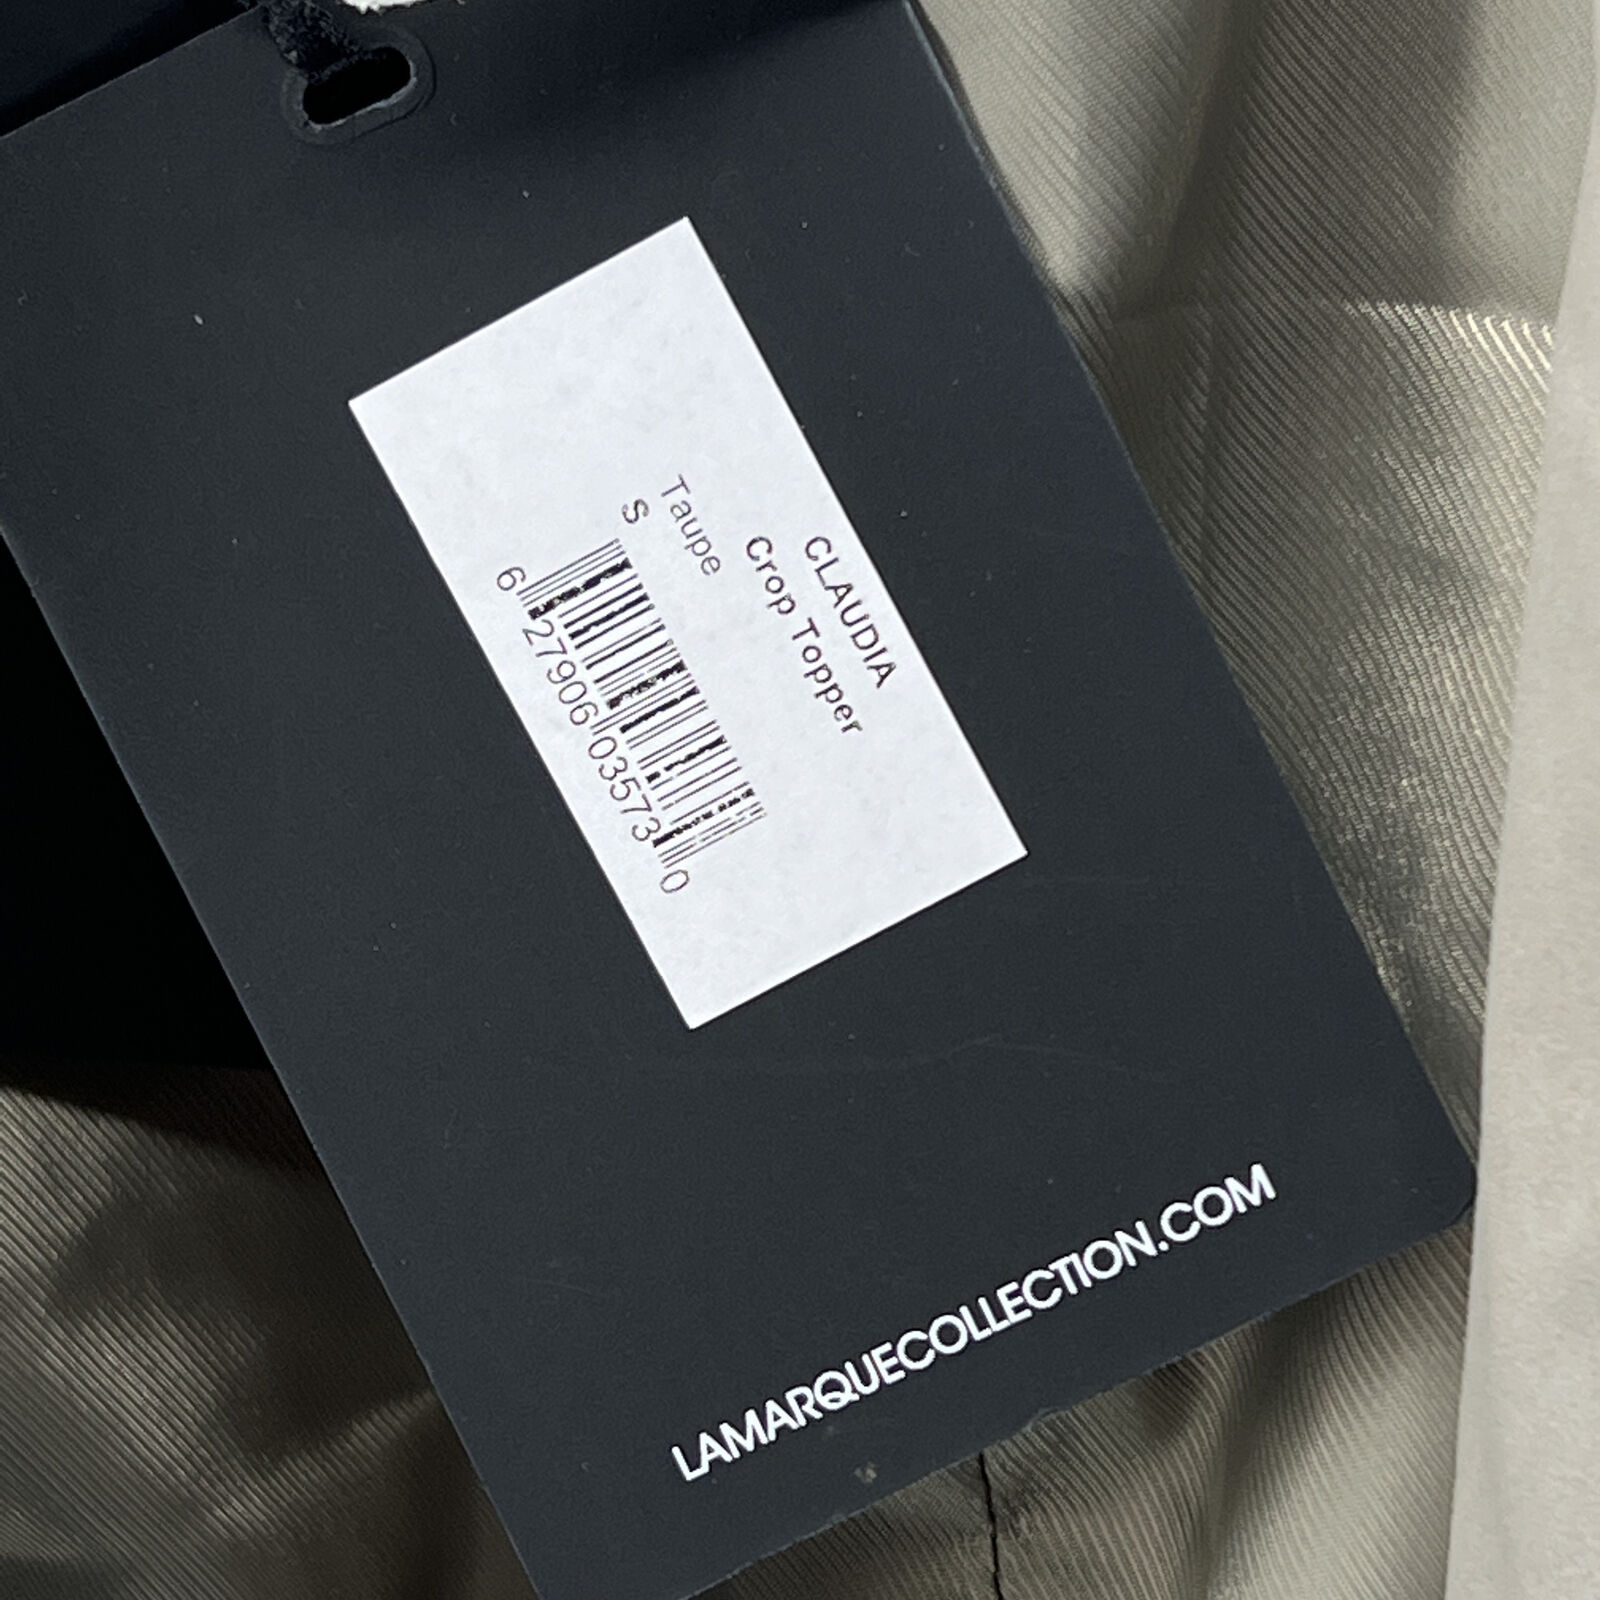 CLAUDIA
Crop Topper
Taupe
S
6 27906 03573 0
LAMARQUECOLLECTION.COM